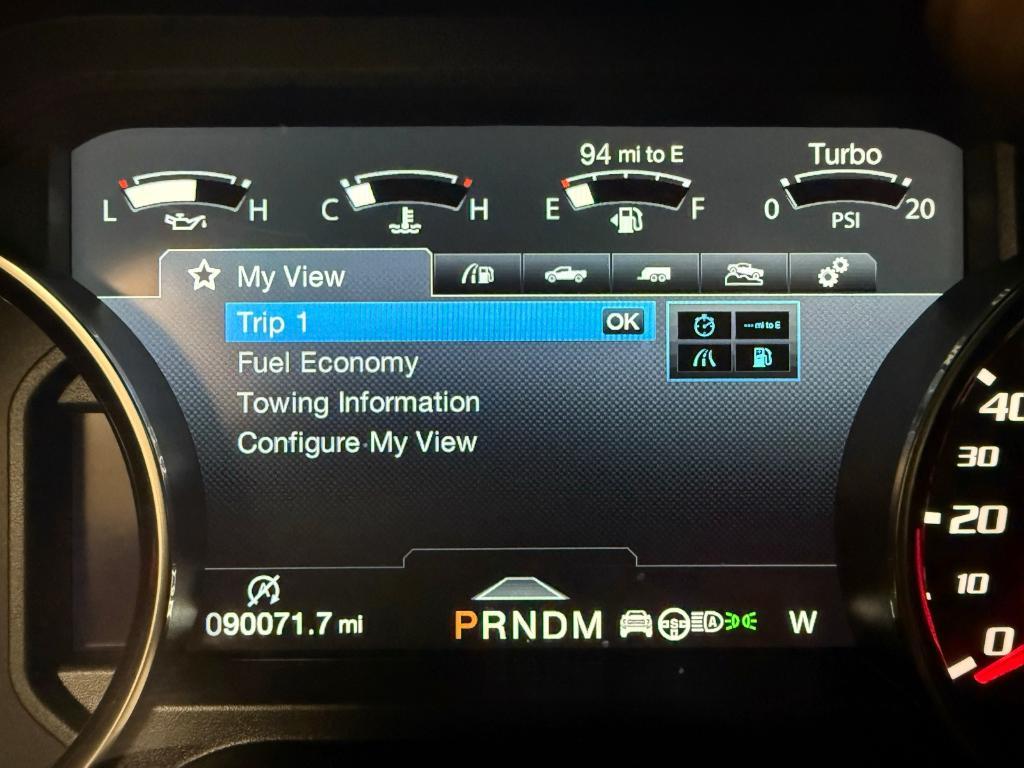 94 mi to E
Turbo
L H
C H
E F
0 20
PSI
My View
Trip 1 OK
Fuel Economy
Towing Information
Configure My View
--- mi to E
A
090071.7 mi
PRNDM
S
A
W
40
30
20
10
0